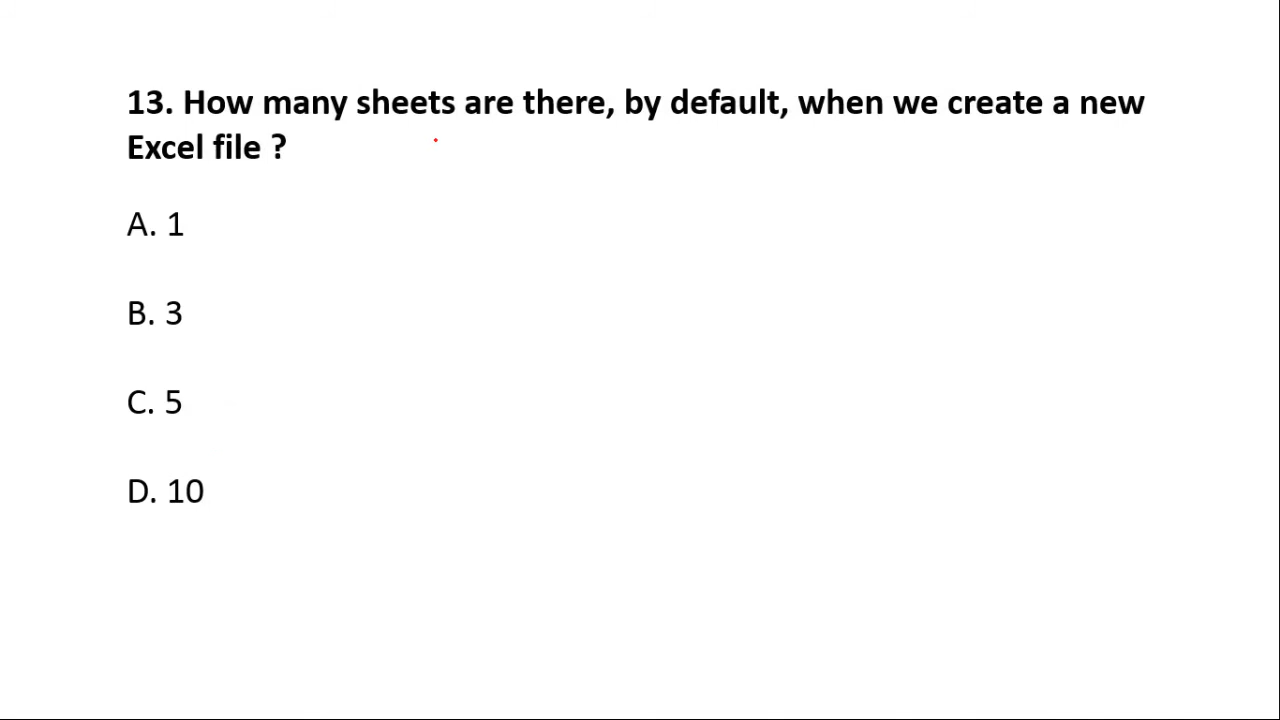 13. How many sheets are there, by default, when we create a new
Excel file ?
A. 1
B. 3
C. 5
D. 10